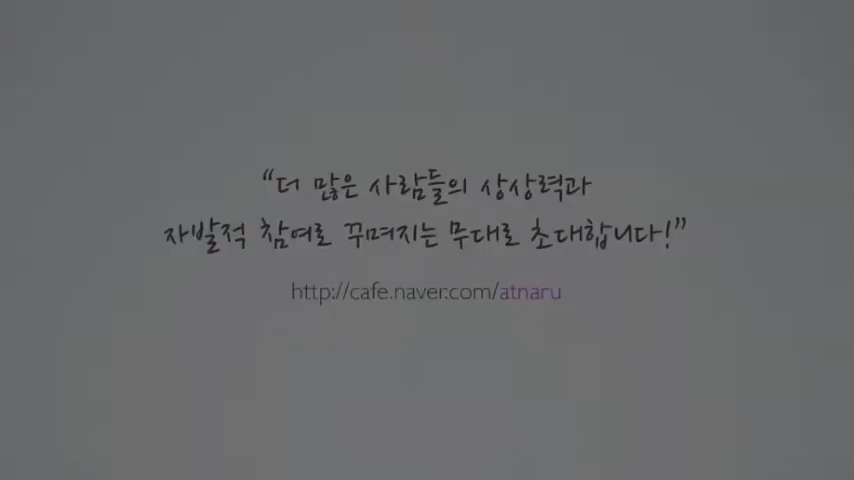 “더 많은 사람들의 상상력과
자발적 참여로 꾸며지는 무대로 초대합니다!”
http://cafe.naver.com/atnaru